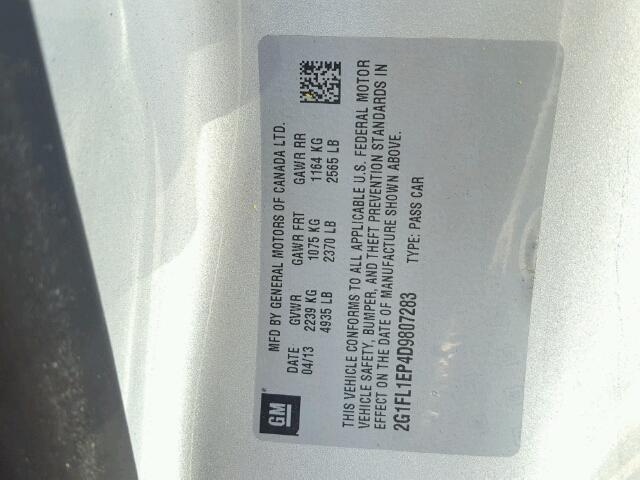 GM
MFD BY GENERAL MOTORS OF CANADA LTD.
DATE GVWR GAWR FRT GAWR RR
04/13 2239 KG 1075 KG 1164 KG
4935 LB 2370 LB 2565 LB
THIS VEHICLE CONFORMS TO ALL APPLICABLE U.S. FEDERAL MOTOR
VEHICLE SAFETY, BUMPER, AND THEFT PREVENTION STANDARDS IN
EFFECT ON THE DATE OF MANUFACTURE SHOWN ABOVE.
2G1FL1EP4D9807283 TYPE: PASS CAR